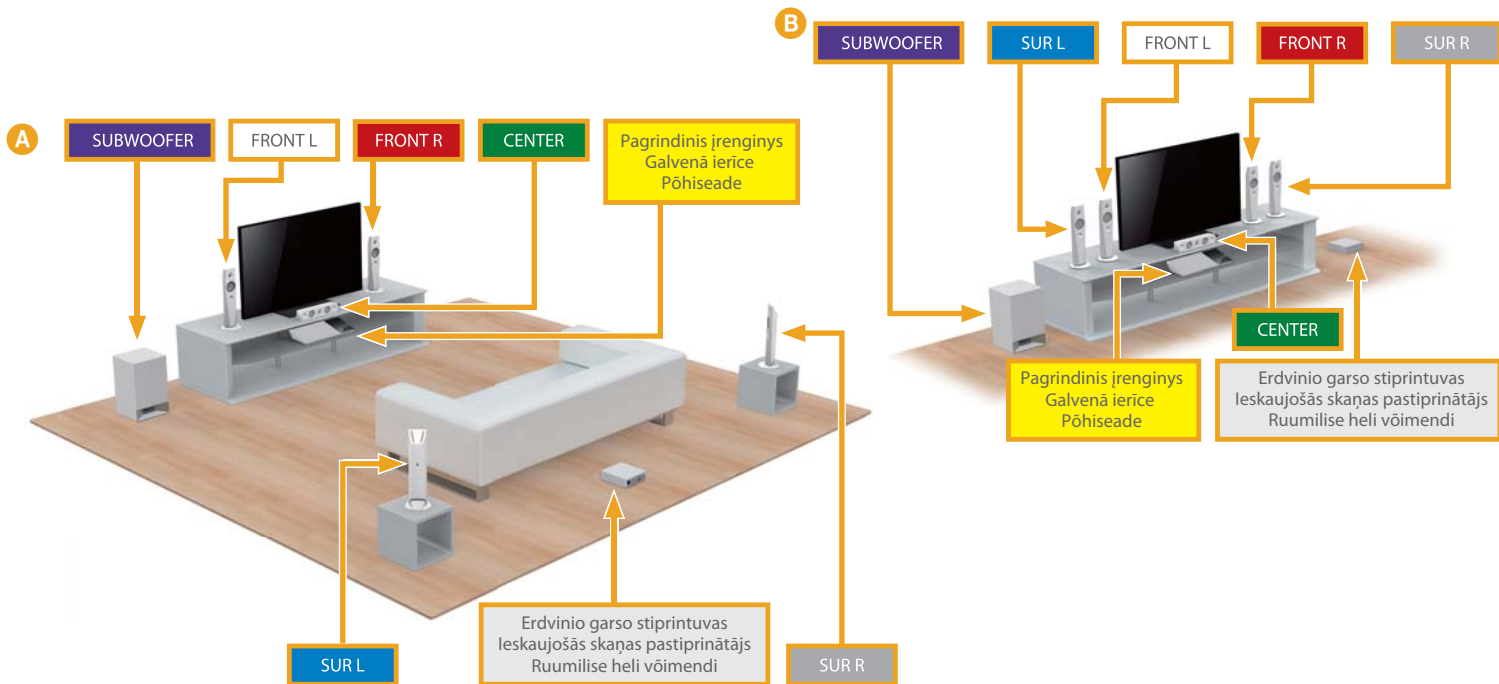 A
SUBWOOFER
FRONT L
FRONT R
CENTER
Pagrindinis įrenginys
Galvenā ierīce
Põhiseade
SUR L
Erdvinio garso stiprintuvas
Ieskaujošās skaņas pastiprinātājs
Ruumilise heli võimendi
SUR R
B
SUBWOOFER
SUR L
FRONT L
FRONT R
SUR R
CENTER
Pagrindinis įrenginys
Galvenā ierīce
Põhiseade
Erdvinio garso stiprintuvas
Ieskaujošās skaņas pastiprinātājs
Ruumilise heli võimendi